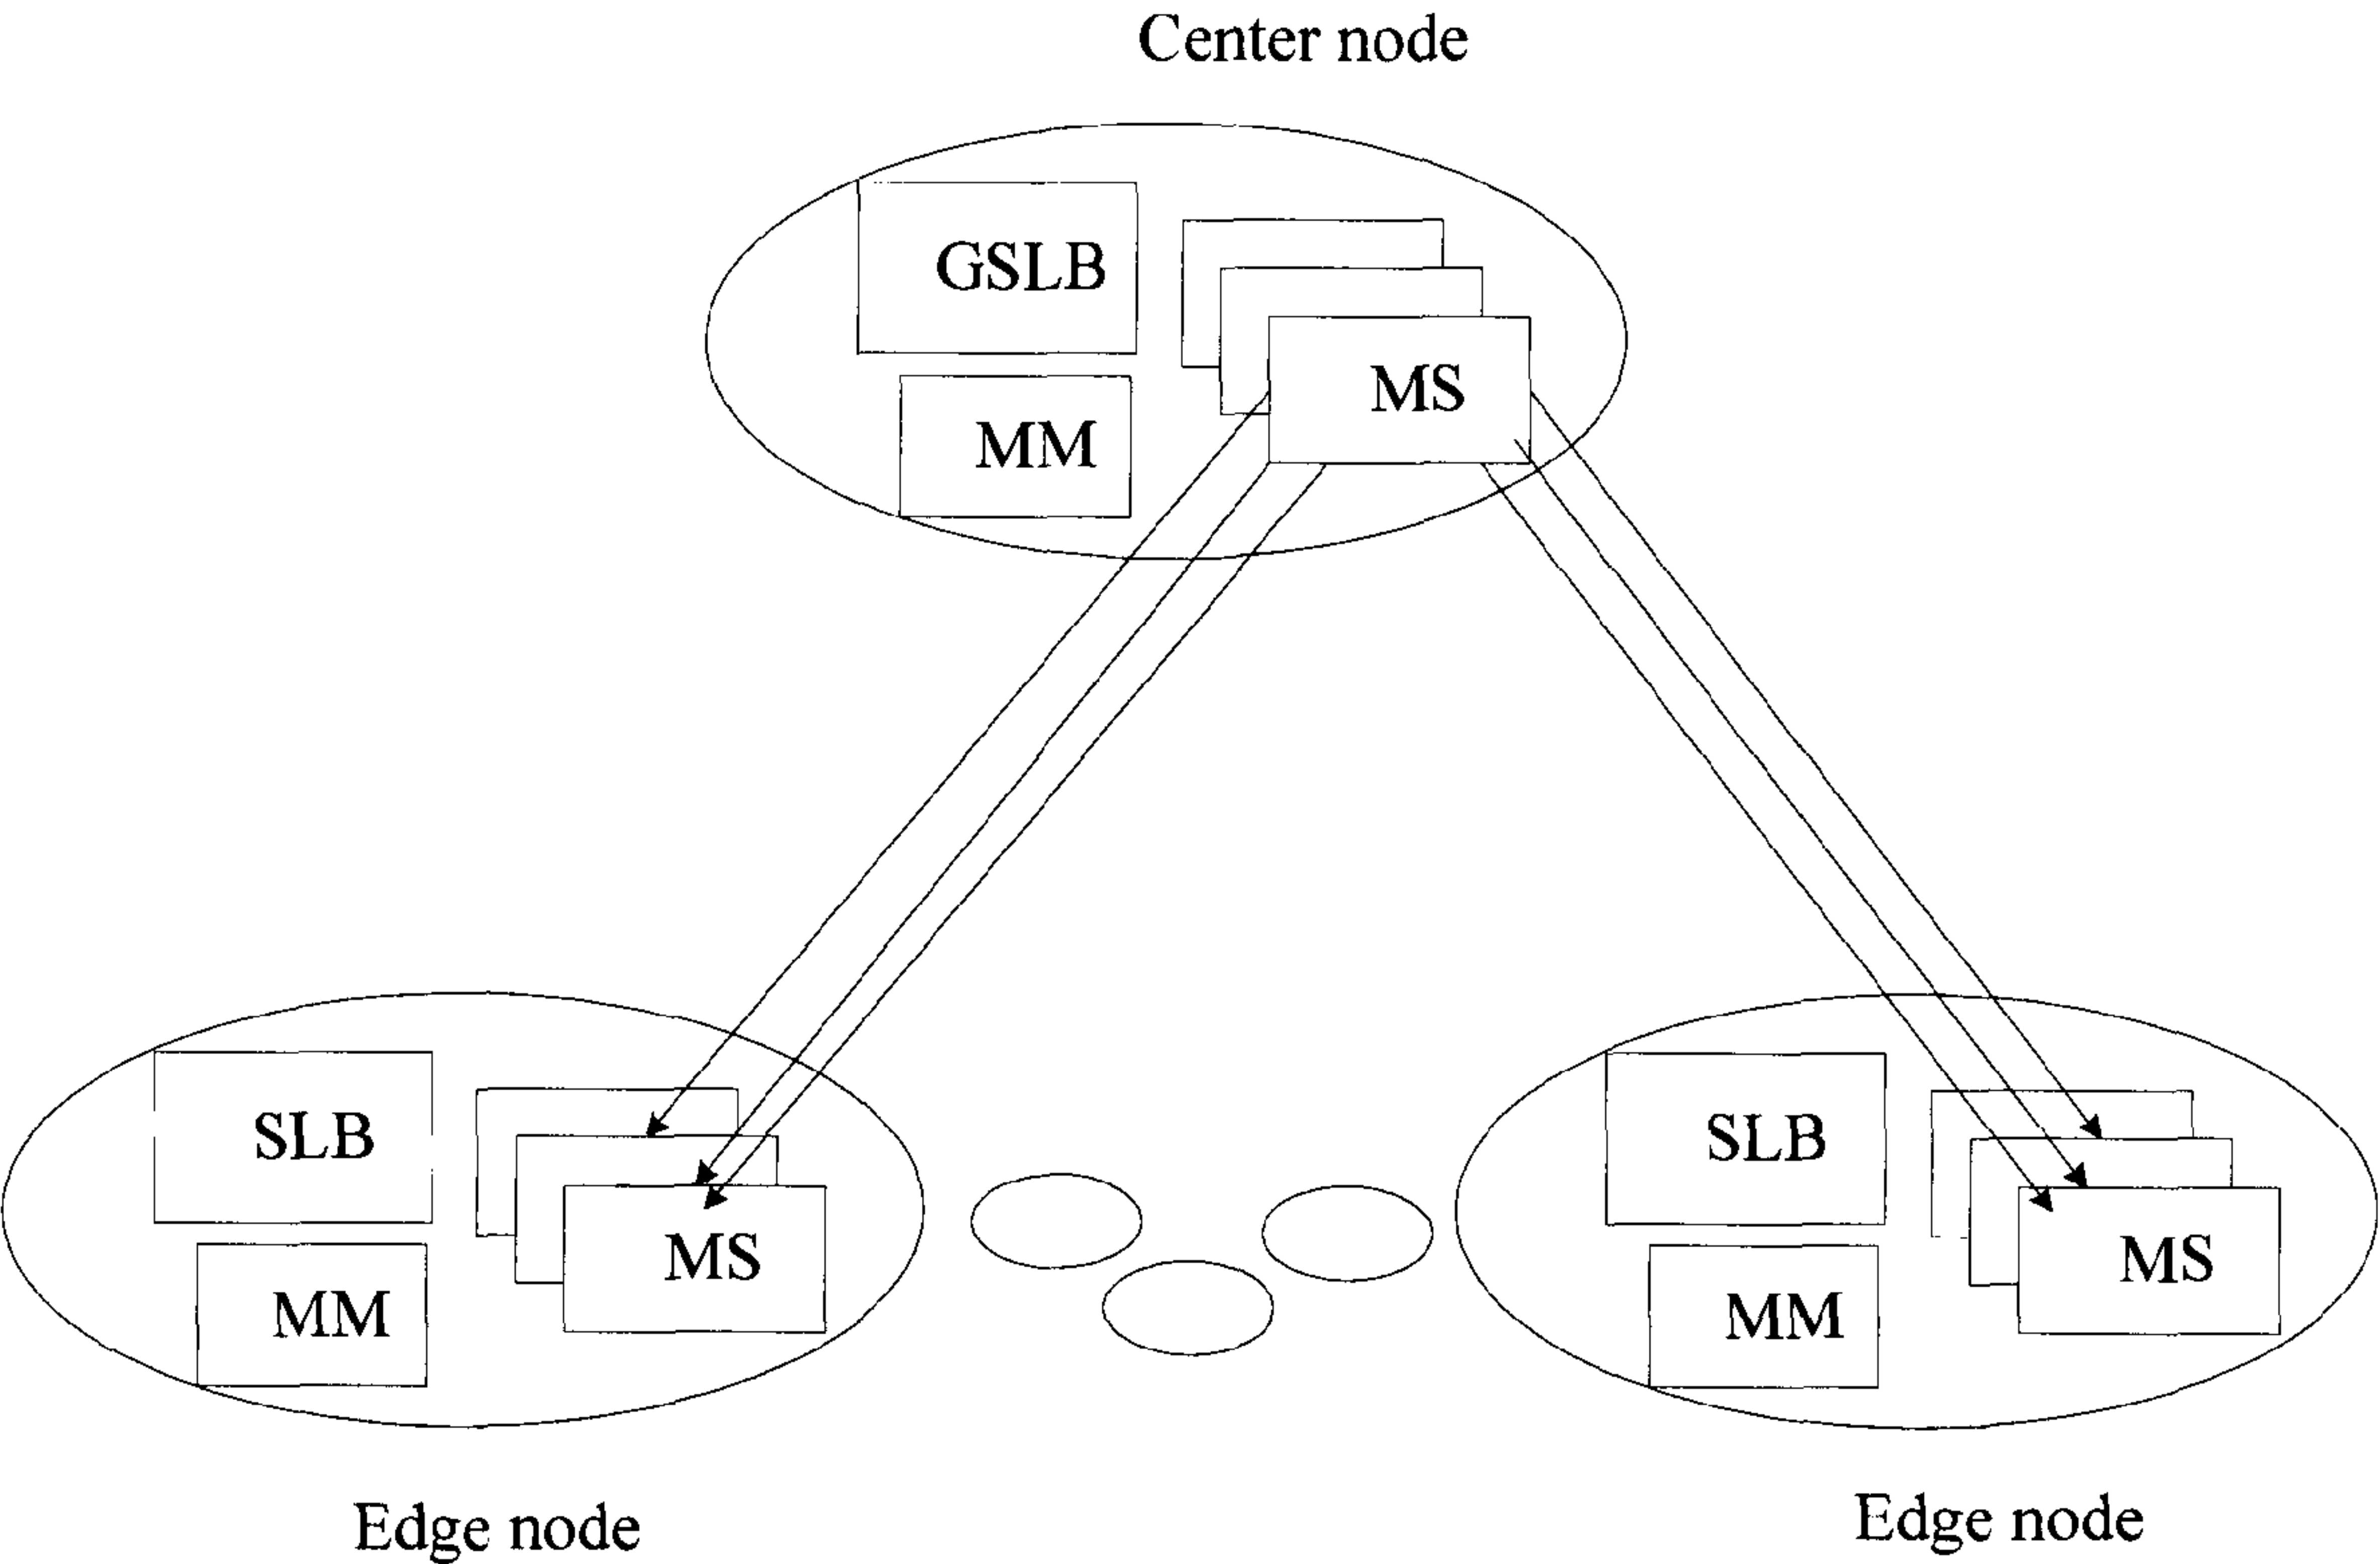 Center node
GSLB
MS
MM
SLB
MS
MM
Edge node
SLB
MS
MM
Edge node